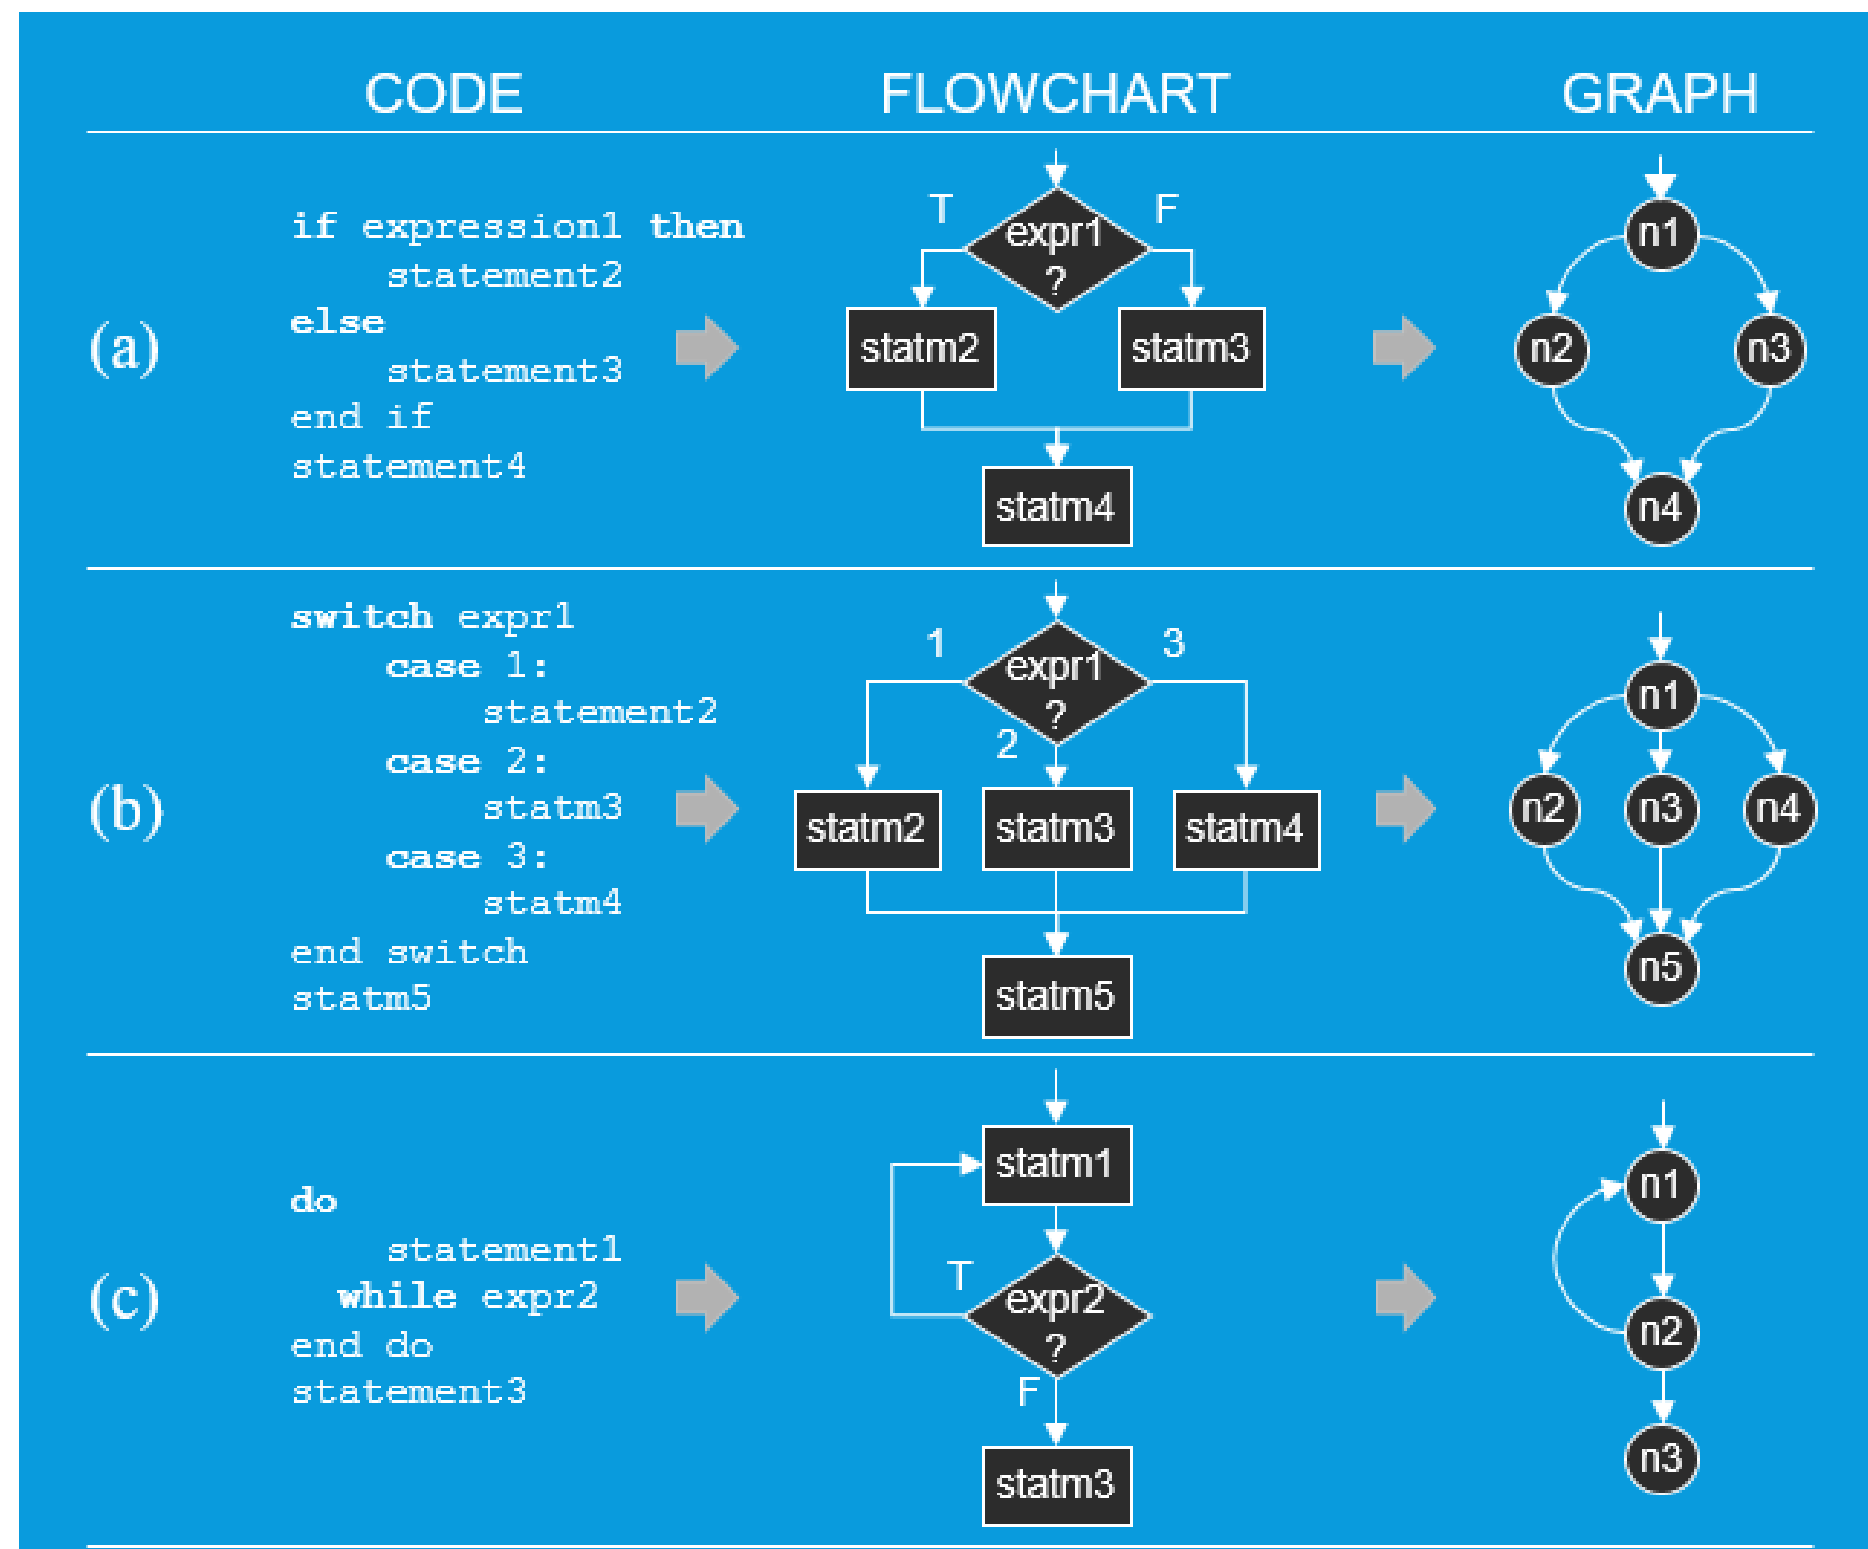 CODE FLOWCHART GRAPH
(a)
if expression1 then
statement2
else
statement3
end if
statement4
T F
expr1
?
statm2 statm3
statm4
n1
n2 n3
n4
(b)
switch expr1
case 1:
statement2
case 2:
statm3
case 3:
statm4
end switch
statm5
1 3
expr1
?
2
statm2 statm3 statm4
statm5
n1
n2 n3 n4
n5
(c)
do
statement1
while expr2
end do
statement3
statm1
T
expr2
?
F
statm3
n1
n2
n3